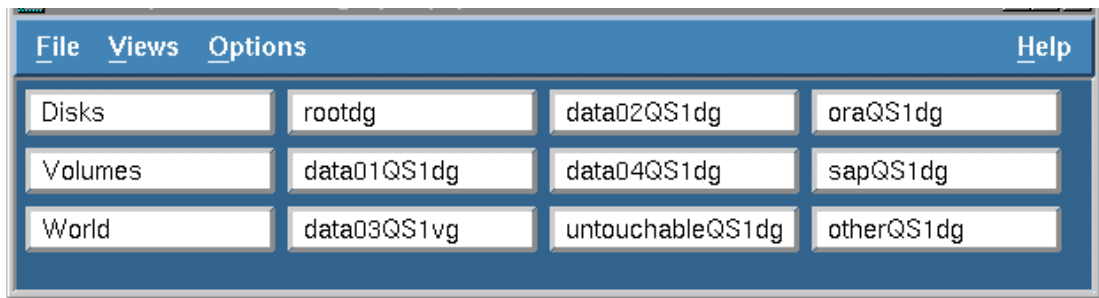 File Views Options Help
Disks rootdg data02QS1dg oraQS1dg
Volumes data01QS1dg data04QS1dg sapQS1dg
World data03QS1vg untouchableQS1dg otherQS1dg